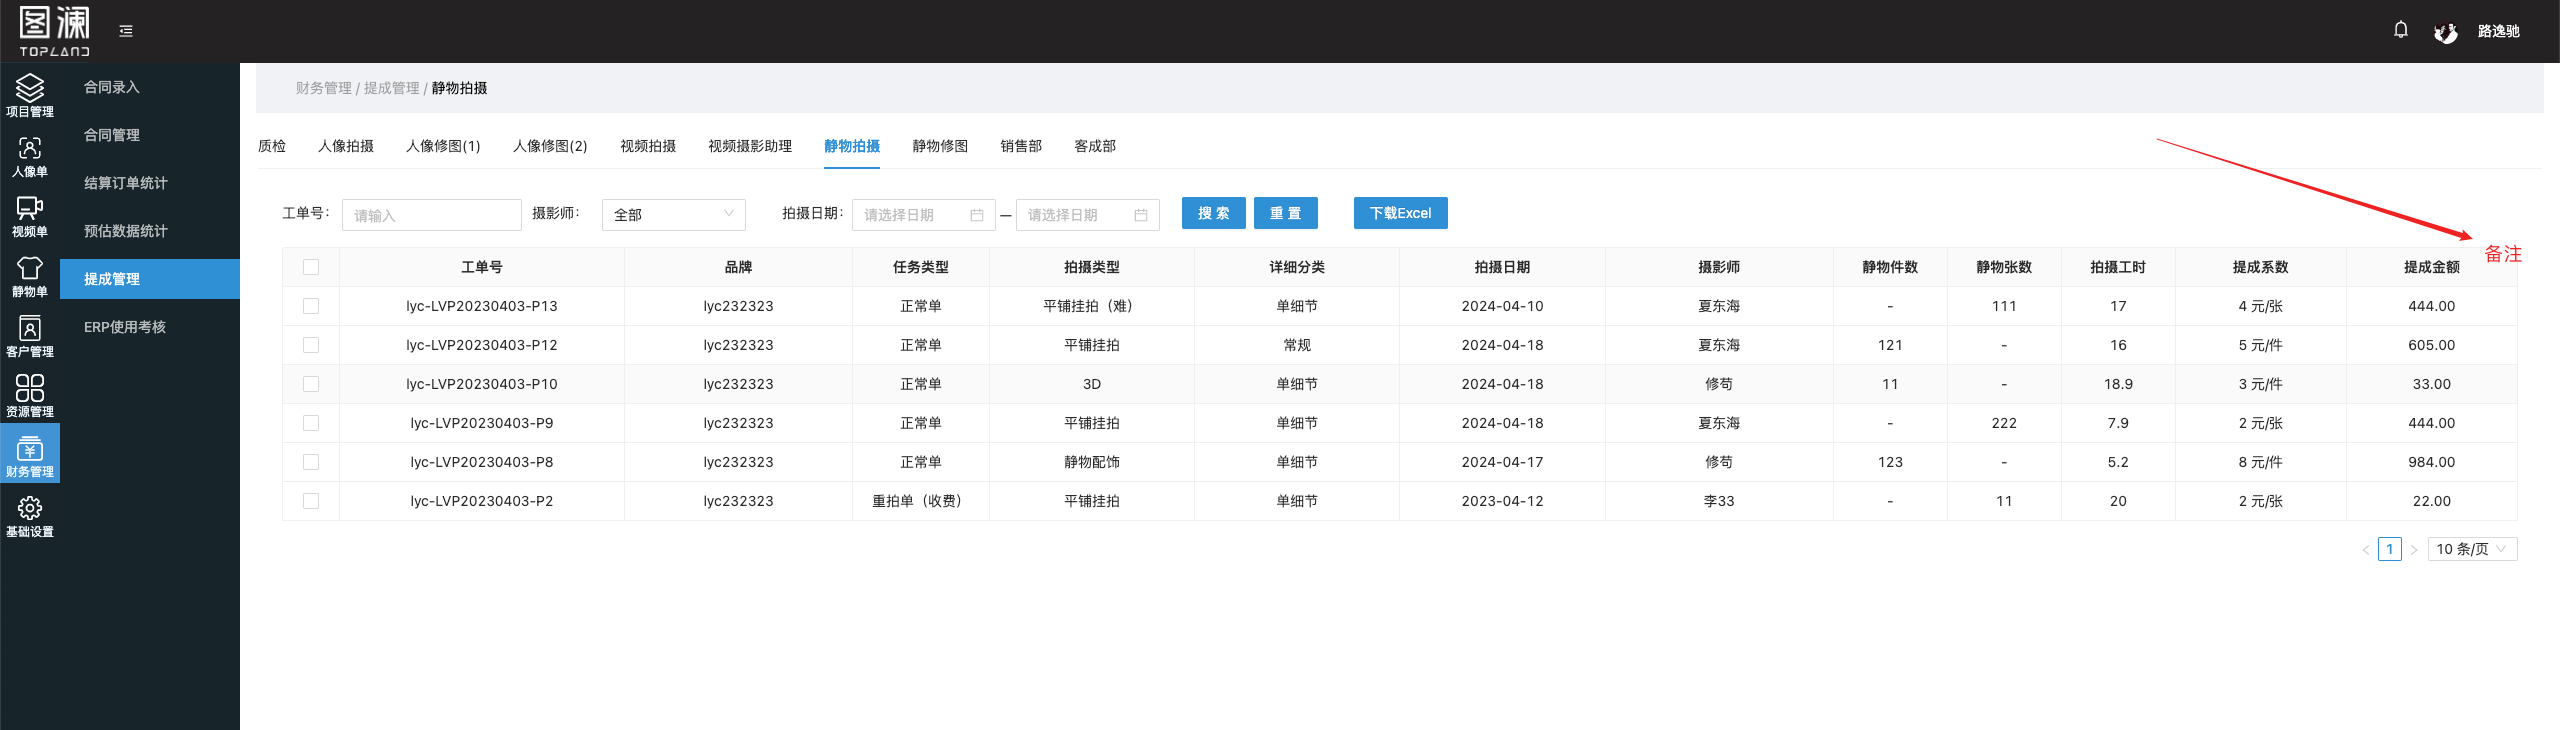 图澜
TOPLAND
路逸驰
项目管理
人像单
视频单
静物单
客户管理
资源管理
财务管理
基础设置
合同录入
合同管理
结算订单统计
预估数据统计
提成管理
ERP使用考核
财务管理 / 提成管理 / 静物拍摄
质检 人像拍摄 人像修图(1) 人像修图(2) 视频拍摄 视频摄影助理 静物拍摄 静物修图 销售部 客成部
工单号: 请输入 摄影师: 全部 拍摄日期: 请选择日期 — 请选择日期 搜 索 重 置 下载Excel
备注
工单号 品牌 任务类型 拍摄类型 详细分类 拍摄日期 摄影师 静物件数 静物张数 拍摄工时 提成系数 提成金额
lyc-LVP20230403-P13 lyc232323 正常单 平铺挂拍（难） 单细节 2024-04-10 夏东海 - 111 17 4 元/张 444.00
lyc-LVP20230403-P12 lyc232323 正常单 平铺挂拍 常规 2024-04-18 夏东海 121 - 16 5 元/件 605.00
lyc-LVP20230403-P10 lyc232323 正常单 3D 单细节 2024-04-18 修苟 11 - 18.9 3 元/件 33.00
lyc-LVP20230403-P9 lyc232323 正常单 平铺挂拍 单细节 2024-04-18 夏东海 - 222 7.9 2 元/张 444.00
lyc-LVP20230403-P8 lyc232323 正常单 静物配饰 单细节 2024-04-17 修苟 123 - 5.2 8 元/件 984.00
lyc-LVP20230403-P2 lyc232323 重拍单（收费） 平铺挂拍 单细节 2023-04-12 李33 - 11 20 2 元/张 22.00
1 10 条/页